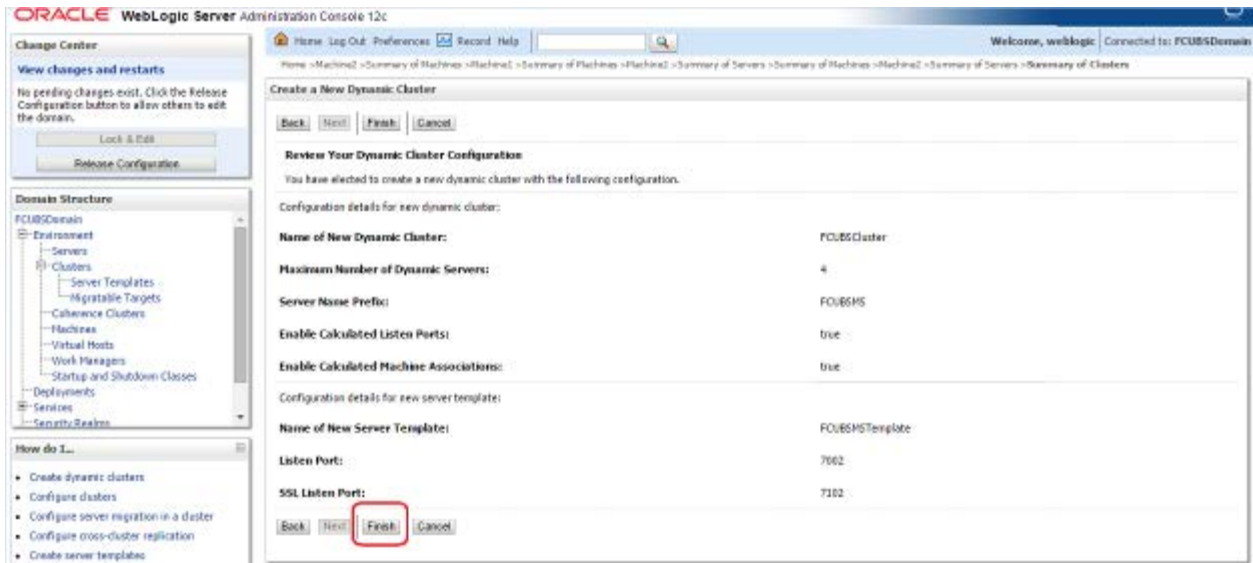 ORACLE WebLogic Server Administration Console 12c
Change Center
View changes and restarts
No pending changes exist. Click the Release
Configuration button to allow others to edit
the domain.
Lock & Edit
Release Configuration
Domain Structure
FCUBSDomain
Environment
Servers
Clusters
Server Templates
Migratable Targets
Coherence Clusters
Machines
Virtual Hosts
Work Managers
Startup and Shutdown Classes
Deployments
Services
Security Realms
How do I...
Create dynamic clusters
Configure clusters
Configure server migration in a cluster
Configure cross-cluster replication
Create server templates
Home Log Out Preferences Record Help
Welcome, weblogic Connected to: FCUBSDomain
Home >Machine2 >Summary of Machines >Machine1 >Summary of Machines >Machine2 >Summary of Servers >Summary of Machines >Machine2 >Summary of Servers >Summary of Clusters
Create a New Dynamic Cluster
Back Next Finish Cancel
Review Your Dynamic Cluster Configuration
You have elected to create a new dynamic cluster with the following configuration.
Configuration details for new dynamic cluster:
Name of New Dynamic Cluster: FCUBSCluster
Maximum Number of Dynamic Servers: 4
Server Name Prefix: FCUBSMS
Enable Calculated Listen Ports: true
Enable Calculated Machine Associations: true
Configuration details for new server template:
Name of New Server Template: FCUBSMSTemplate
Listen Port: 7002
SSL Listen Port: 7102
Back Next Finish Cancel